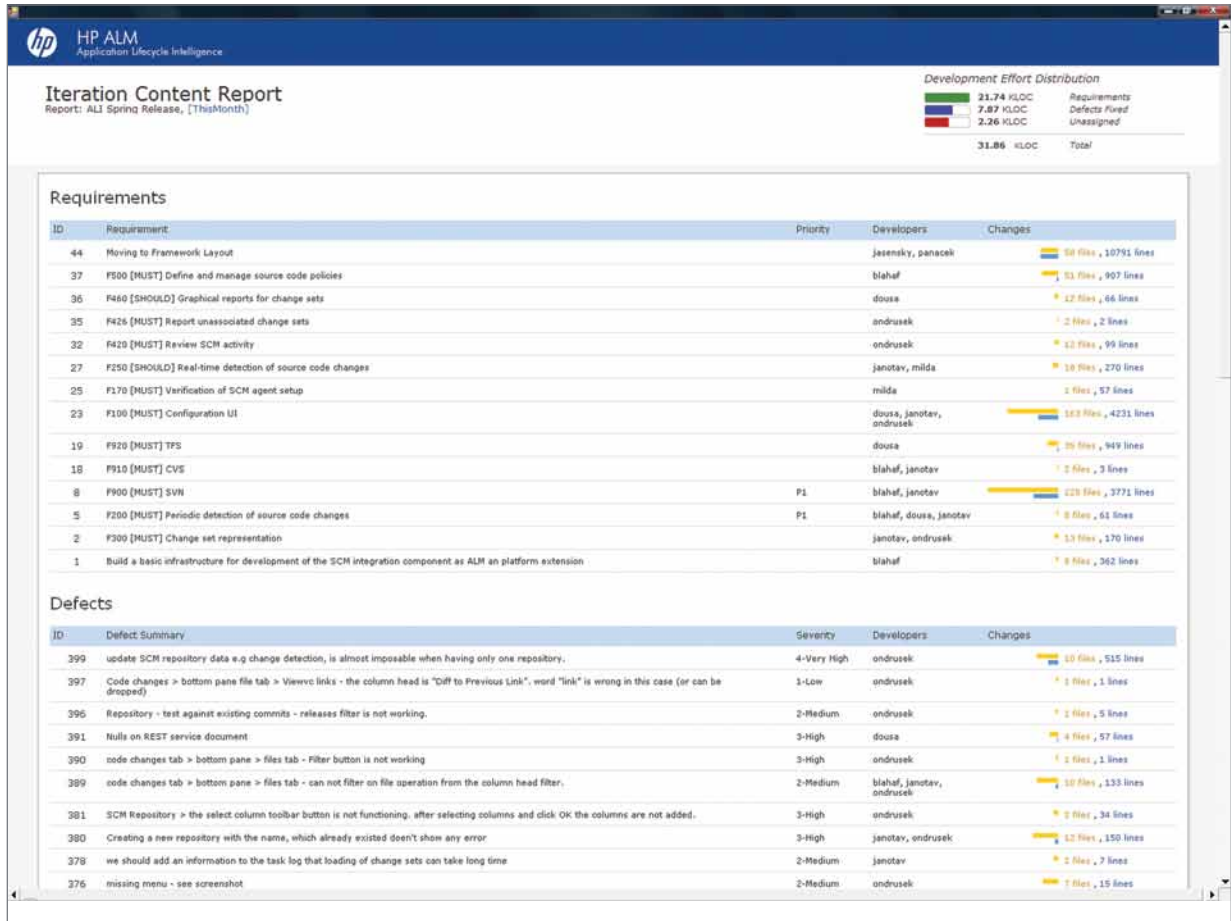 hp
HP ALM
Application Lifecycle Intelligence
Iteration Content Report
Report: ALI Spring Release, [ThisMonth]
Development Effort Distribution
21.74 KLOC Requirements
7.87 KLOC Defects Fixed
2.26 KLOC Unassigned
31.86 KLOC Total
Requirements
ID Requirement Priority Developers Changes
44 Moving to Framework Layout jasensky, panacek 58 files , 10791 lines
37 F500 [MUST] Define and manage source code policies blahaf 51 files , 907 lines
36 F460 [SHOULD] Graphical reports for change sets dousa 12 files , 66 lines
35 F426 [MUST] Report unassociated change sets ondrusek 2 files , 2 lines
32 F420 [MUST] Review SCM activity ondrusek 12 files , 99 lines
27 F250 [SHOULD] Real-time detection of source code changes janotav, milda files , 270 lines
25 F170 [MUST] Verification of SCM agent setup milda files , 57 lines
23 F100 [MUST] Configuration UI dousa, janotav, 163 files , 4231 lines
ondrusek
19 F920 [MUST] TFS dousa files , 949 lines
18 F910 [MUST] CVS blahaf, janotav files , 3 lines
8 F900 [MUST] SVN P1 blahaf, janotav files , 3771 lines
5 F200 [MUST] Periodic detection of source code changes P1 blahaf, dousa, janotav 8 files , 61 lines
2 F300 [MUST] Change set representation janotav, ondrusek 13 files , 170 lines
1 Build a basic infrastructure for development of the SCM integration component as ALM an platform extension blahaf files , 362 lines
Defects
ID Defect Summary Severity Developers Changes
399 update SCM repository data e.g change detection, is almost imposable when having only one repository. 4-Very High ondrusek 10 files , 515 lines
397 Code changes > bottom pane file tab > Viewvc links - the column head is "Diff to Previous Link". word "link" is wrong in this case (or can be 1-Low ondrusek 1 files , 1 lines
dropped)
396 Repository - test against existing commits - releases filter is not working. 2-Medium ondrusek files , 5 lines
391 Nulls on REST service document 3-High dousa 4 files , 57 lines
390 code changes tab > bottom pane > files tab - Filter button is not working 3-High ondrusek files , 1 lines
389 code changes tab > bottom pane > files tab - can not filter on file operation from the column head filter. 2-Medium blahaf, janotav, 10 files , 133 lines
ondrusek
381 SCM Repository > the select column toolbar button is not functioning. after selecting columns and click OK the columns are not added. 3-High ondrusek files , 34 lines
380 Creating a new repository with the name, which already existed doen't show any error 3-High janotav, ondrusek 12 files , 150 lines
378 we should add an information to the task log that loading of change sets can take long time 2-Medium janotav files , 7 lines
376 missing menu - see screenshot 2-Medium ondrusek 7 files , 15 lines